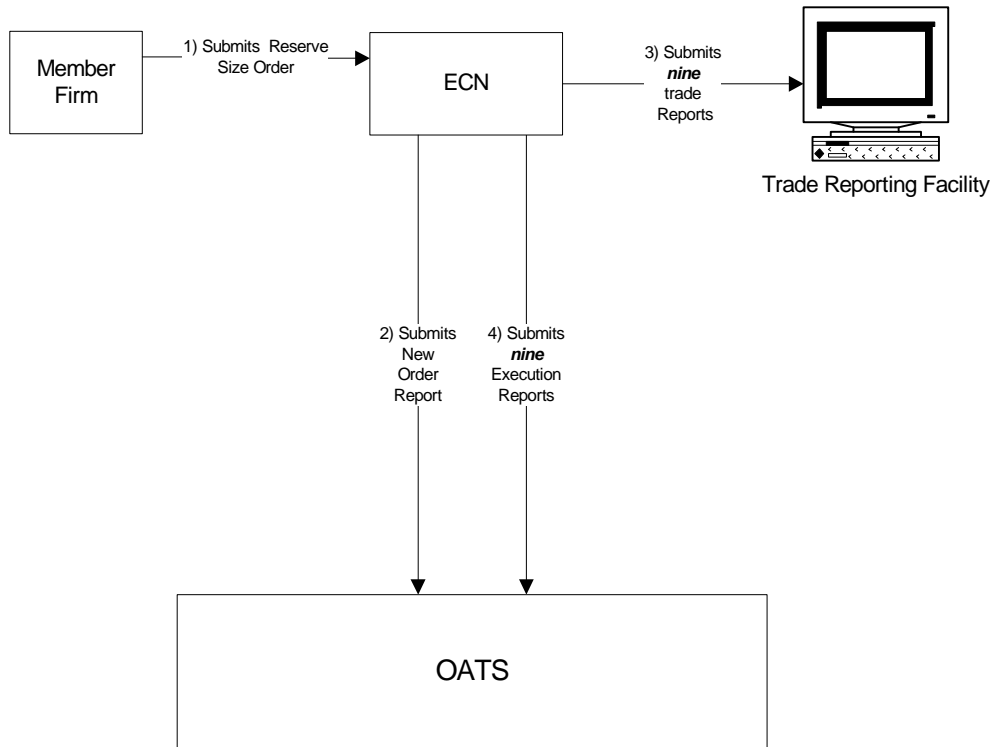 Member
Firm
1) Submits Reserve
Size Order
ECN
3) Submits
nine
trade
Reports
Trade Reporting Facility
2) Submits
New
Order
Report
4) Submits
nine
Execution
Reports
OATS